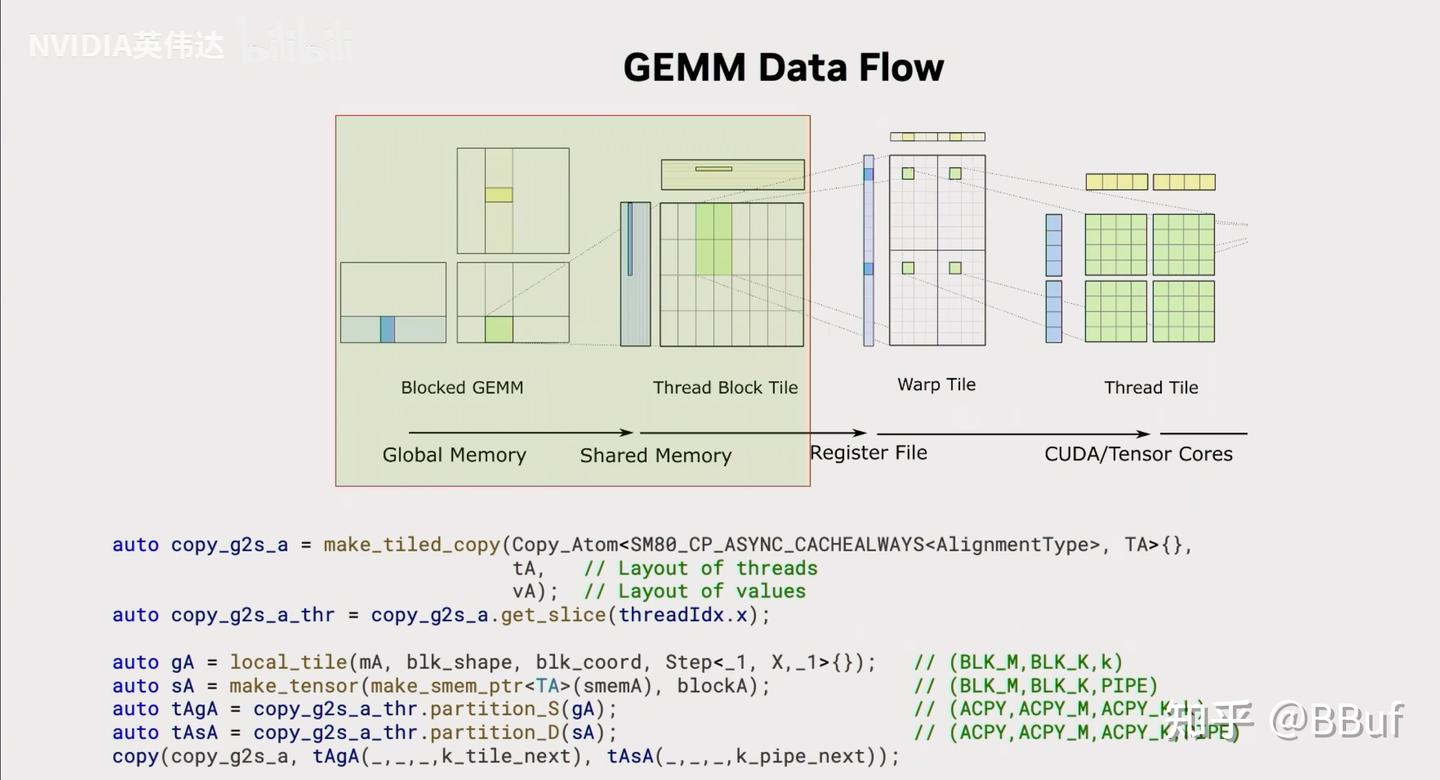 NVIDIA英伟达 bilibili
GEMM Data Flow
Blocked GEMM
Thread Block Tile
Warp Tile
Thread Tile
Global Memory
Shared Memory
Register File
CUDA/Tensor Cores
auto copy_g2s_a = make_tiled_copy(Copy_Atom<SM80_CP_ASYNC_CACHEALWAYS<AlignmentType>, TA>{},
tA, // Layout of threads
vA); // Layout of values
auto copy_g2s_a_thr = copy_g2s_a.get_slice(threadIdx.x);
auto gA = local_tile(mA, blk_shape, blk_coord, Step<_1, X,_1>{}); // (BLK_M,BLK_K,k)
auto sA = make_tensor(make_smem_ptr<TA>(smemA), blockA); // (BLK_M,BLK_K,PIPE)
auto tAgA = copy_g2s_a_thr.partition_S(gA); // (ACPY,ACPY_M,ACPY_K,k)
auto tAsA = copy_g2s_a_thr.partition_D(sA); // (ACPY,ACPY_M,ACPY_K,PIPE)
copy(copy_g2s_a, tAgA(_,_,_,k_tile_next), tAsA(_,_,_,k_pipe_next));
知乎 @BBuf